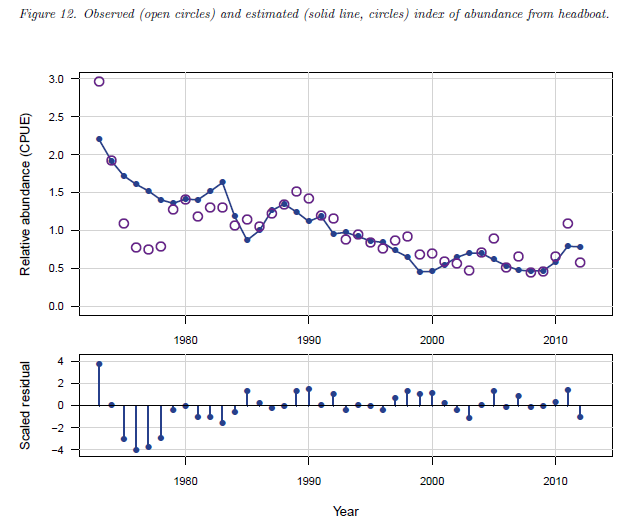 Figure 12. Observed (open circles) and estimated (solid line, circles) index of abundance from headboat.
3.0
2.5
2.0
1.5
1.0
0.5
0.0
Relative abundance (CPUE)
1980 1990 2000 2010
4
2
0
−2
−4
Scaled residual
1980 1990 2000 2010
Year